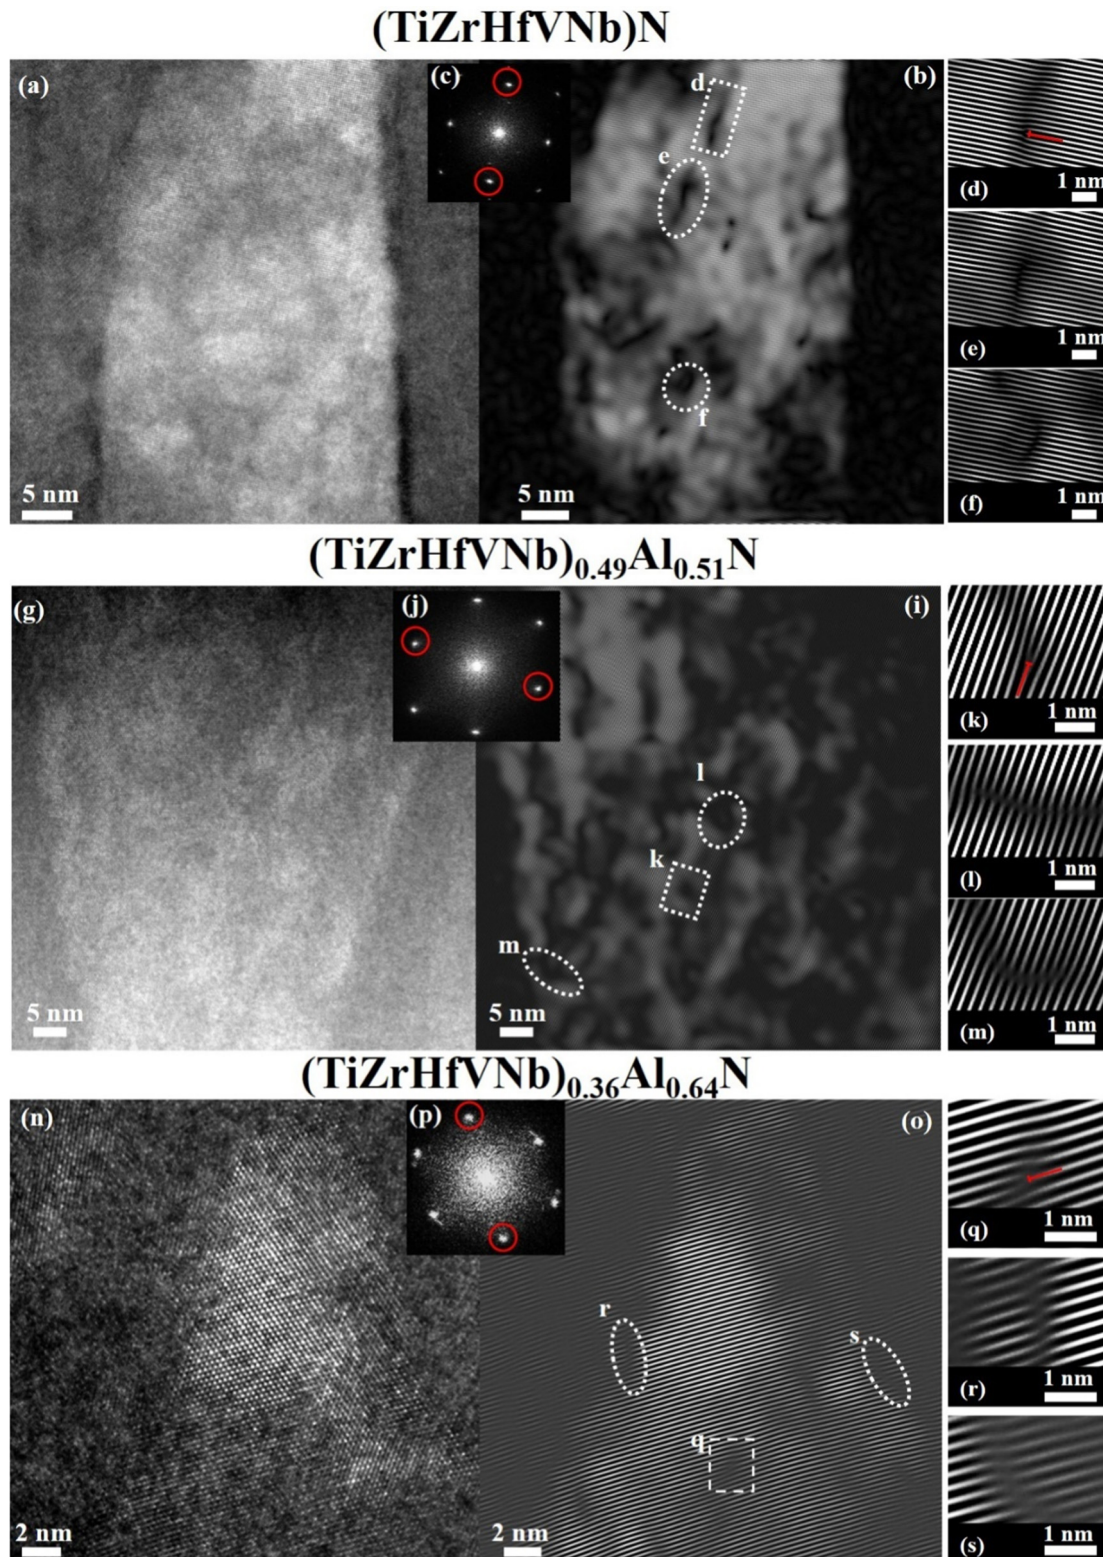 (TiZrHfVNb)N
(a)
(c)
(b)
d
e
f
5 nm
5 nm
(d)
1 nm
(e)
1 nm
(f)
1 nm
(TiZrHfVNb)₀.₄₉Al₀.₅₁N
(g)
(j)
(i)
l
k
m
5 nm
5 nm
(k)
1 nm
(l)
1 nm
(m)
1 nm
(TiZrHfVNb)₀.₃₆Al₀.₆₄N
(n)
(p)
(o)
r
s
q
2 nm
2 nm
(q)
1 nm
(r)
1 nm
(s)
1 nm